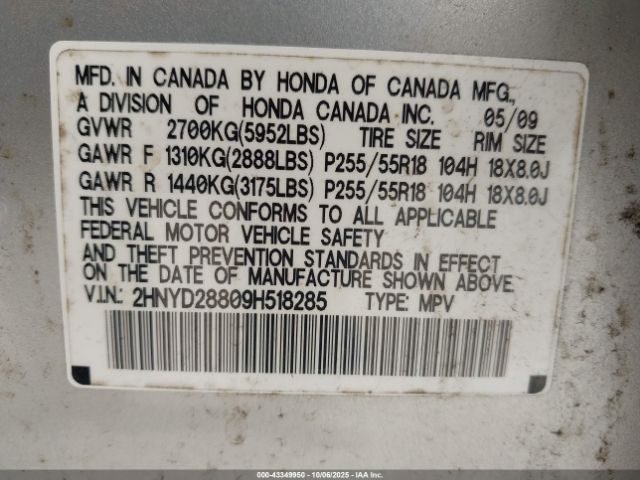 MFD. IN CANADA BY HONDA OF CANADA MFG.,
A DIVISION OF HONDA CANADA INC. 05/09
GVWR 2700KG(5952LBS) TIRE SIZE RIM SIZE
GAWR F 1310KG(2888LBS) P255/55R18 104H 18X8.0J
GAWR R 1440KG(3175LBS) P255/55R18 104H 18X8.0J
THIS VEHICLE CONFORMS TO ALL APPLICABLE
FEDERAL MOTOR VEHICLE SAFETY
AND THEFT PREVENTION STANDARDS IN EFFECT
ON THE DATE OF MANUFACTURE SHOWN ABOVE.
V.I.N.: 2HNYD28809H518285 TYPE: MPV
000-43349950 10/06/2025 Copyright © 2025 IAA, Inc.